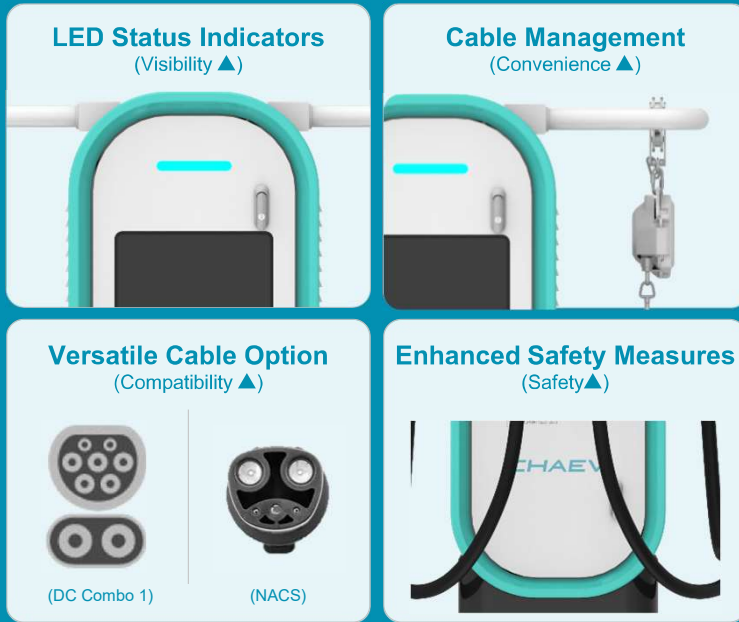 LED Status Indicators
(Visibility ▲)
Cable Management
(Convenience ▲)
Versatile Cable Option
(Compatibility ▲)
(DC Combo 1)
(NACS)
Enhanced Safety Measures
(Safety▲)
CHAEV